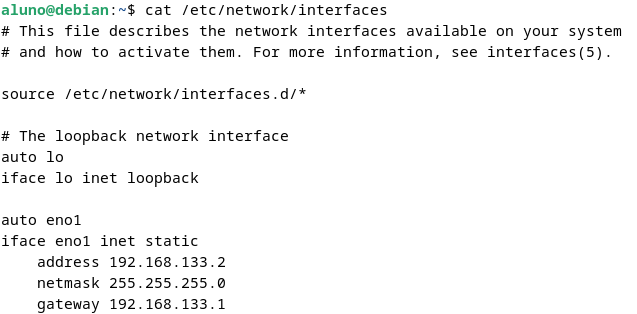 aluno@debian:~$ cat /etc/network/interfaces
# This file describes the network interfaces available on your system
# and how to activate them. For more information, see interfaces(5).

source /etc/network/interfaces.d/*

# The loopback network interface
auto lo
iface lo inet loopback

auto eno1
iface eno1 inet static
    address 192.168.133.2
    netmask 255.255.255.0
    gateway 192.168.133.1